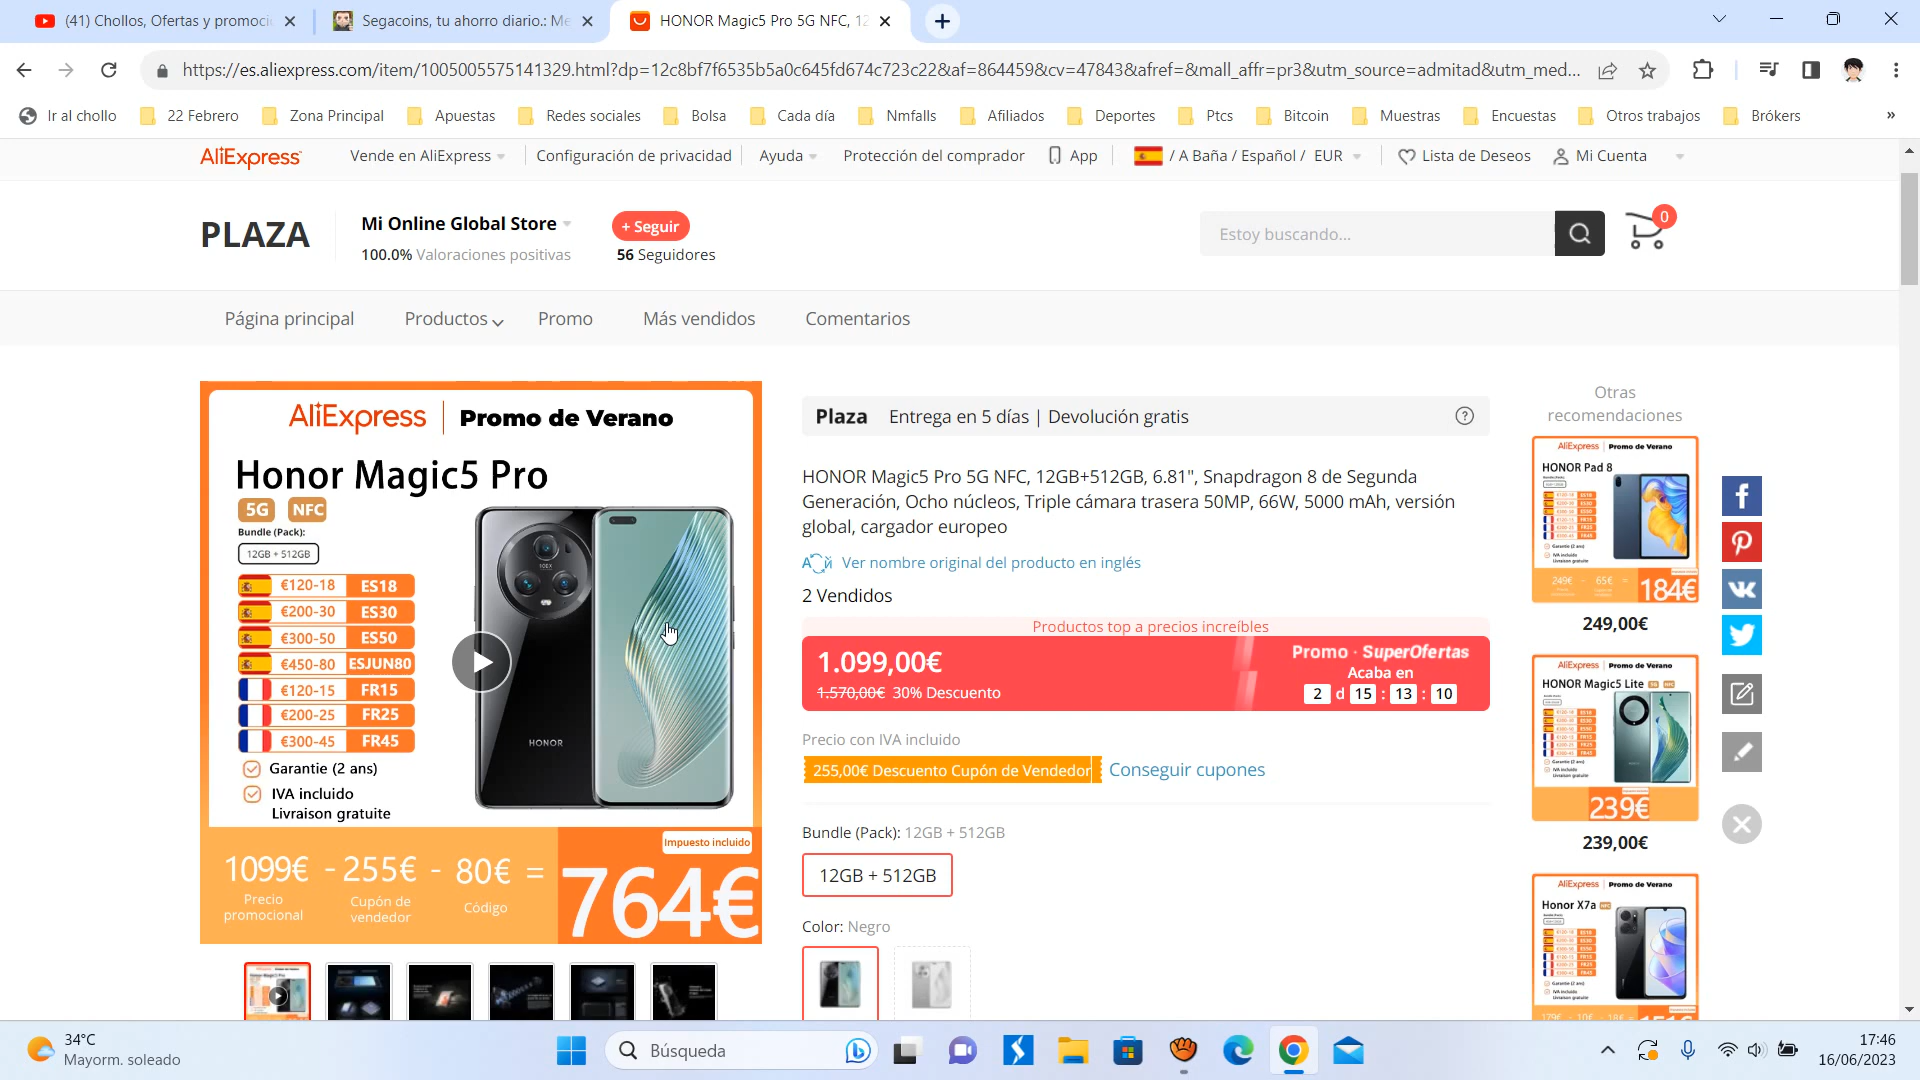 (41) Chollos, Ofertas y promoci
Segacoins, tu ahorro diario.: Me
HONOR Magic5 Pro 5G NFC, 12
https://es.aliexpress.com/item/1005005575141329.html?dp=12c8bf7f6535b5a0c645fd674c723c22&af=864459&cv=47843&afref=&mall_affr=pr3&utm_source=admitad&utm_med...
Ir al chollo
22 Febrero
Zona Principal
Apuestas
Redes sociales
Bolsa
Cada día
Nmfalls
Afiliados
Deportes
Ptcs
Bitcoin
Muestras
Encuestas
Otros trabajos
Brókers
»
AliExpress
Vende en AliExpress
Configuración de privacidad
Ayuda
Protección del comprador
App
/ A Baña / Español / EUR
Lista de Deseos
Mi Cuenta
PLAZA
Mi Online Global Store
100.0% Valoraciones positivas
+ Seguir
56 Seguidores
Estoy buscando...
0
Página principal
Productos
Promo
Más vendidos
Comentarios
AliExpress | Promo de Verano
Honor Magic5 Pro
5G NFC
Bundle (Pack):
12GB + 512GB
€120-18 ES18
€200-30 ES30
€300-50 ES50
€450-80 ESJUN80
€120-15 FR15
€200-25 FR25
€300-45 FR45
Garantie (2 ans)
IVA incluido
Livraison gratuite
10EX
HONOR
Impuesto incluido
1099€ - 255€ - 80€ = 764€
Precio promocional
Cupón de vendedor
Código
Plaza Entrega en 5 días | Devolución gratis
HONOR Magic5 Pro 5G NFC, 12GB+512GB, 6.81", Snapdragon 8 de Segunda
Generación, Ocho núcleos, Triple cámara trasera 50MP, 66W, 5000 mAh, versión
global, cargador europeo
Ver nombre original del producto en inglés
2 Vendidos
Productos top a precios increíbles
1.099,00€
1.570,00€ 30% Descuento
Promo · SuperOfertas
Acaba en
2 d 15 : 13 : 10
Precio con IVA incluido
255,00€ Descuento Cupón de Vendedor
Conseguir cupones
Bundle (Pack): 12GB + 512GB
12GB + 512GB
Color: Negro
Otras
recomendaciones
AliExpress | Promo de Verano
HONOR Pad 8
249€ - 65€ = 184€
249,00€
AliExpress | Promo de Verano
HONOR Magic5 Lite
239€
239,00€
AliExpress | Promo de Verano
Honor X7a
34°C
Mayorm. soleado
Búsqueda
17:46
16/06/2023